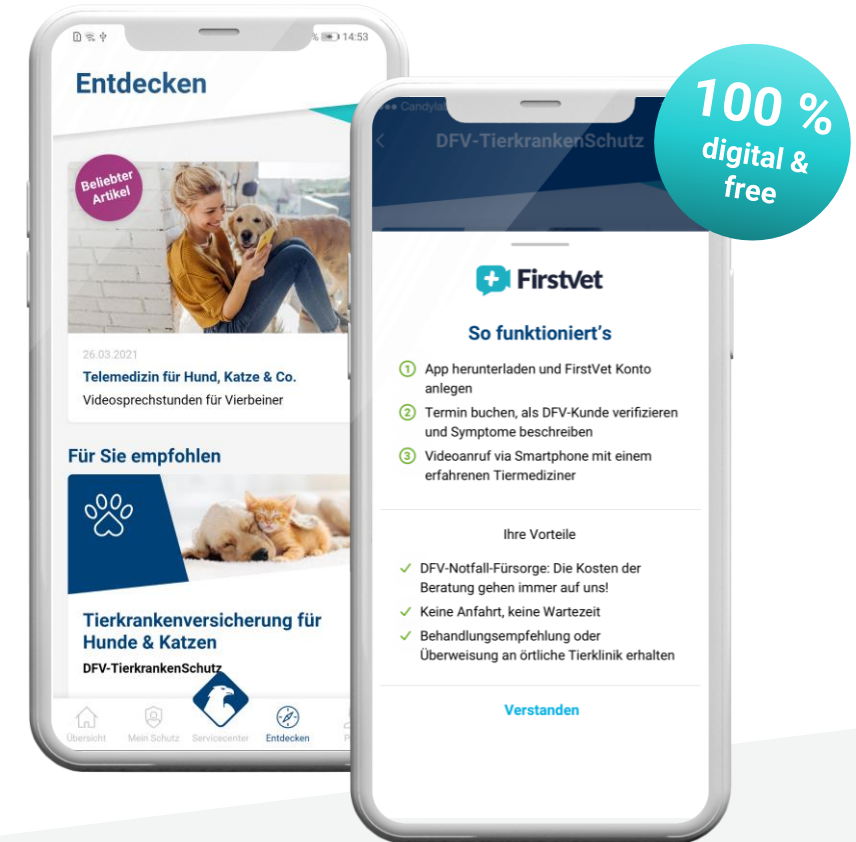 14:53
Entdecken
Beliebter
Artikel
26.03.2021
Telemedizin für Hund, Katze & Co.
Videosprechstunden für Vierbeiner
Für Sie empfohlen
Tierkrankenversicherung für
Hunde & Katzen
DFV-TierkrankenSchutz
Übersicht
Mein Schutz
Servicecenter
Entdecken
DFV-TierkrankenSchutz
FirstVet
So funktioniert’s
1 App herunterladen und FirstVet Konto
anlegen
2 Termin buchen, als DFV-Kunde verifizieren
und Symptome beschreiben
3 Videoanruf via Smartphone mit einem
erfahrenen Tiermediziner
Ihre Vorteile
DFV-Notfall-Fürsorge: Die Kosten der
Beratung gehen immer auf uns!
Keine Anfahrt, keine Wartezeit
Behandlungsempfehlung oder
Überweisung an örtliche Tierklinik erhalten
Verstanden
100 %
digital &
free